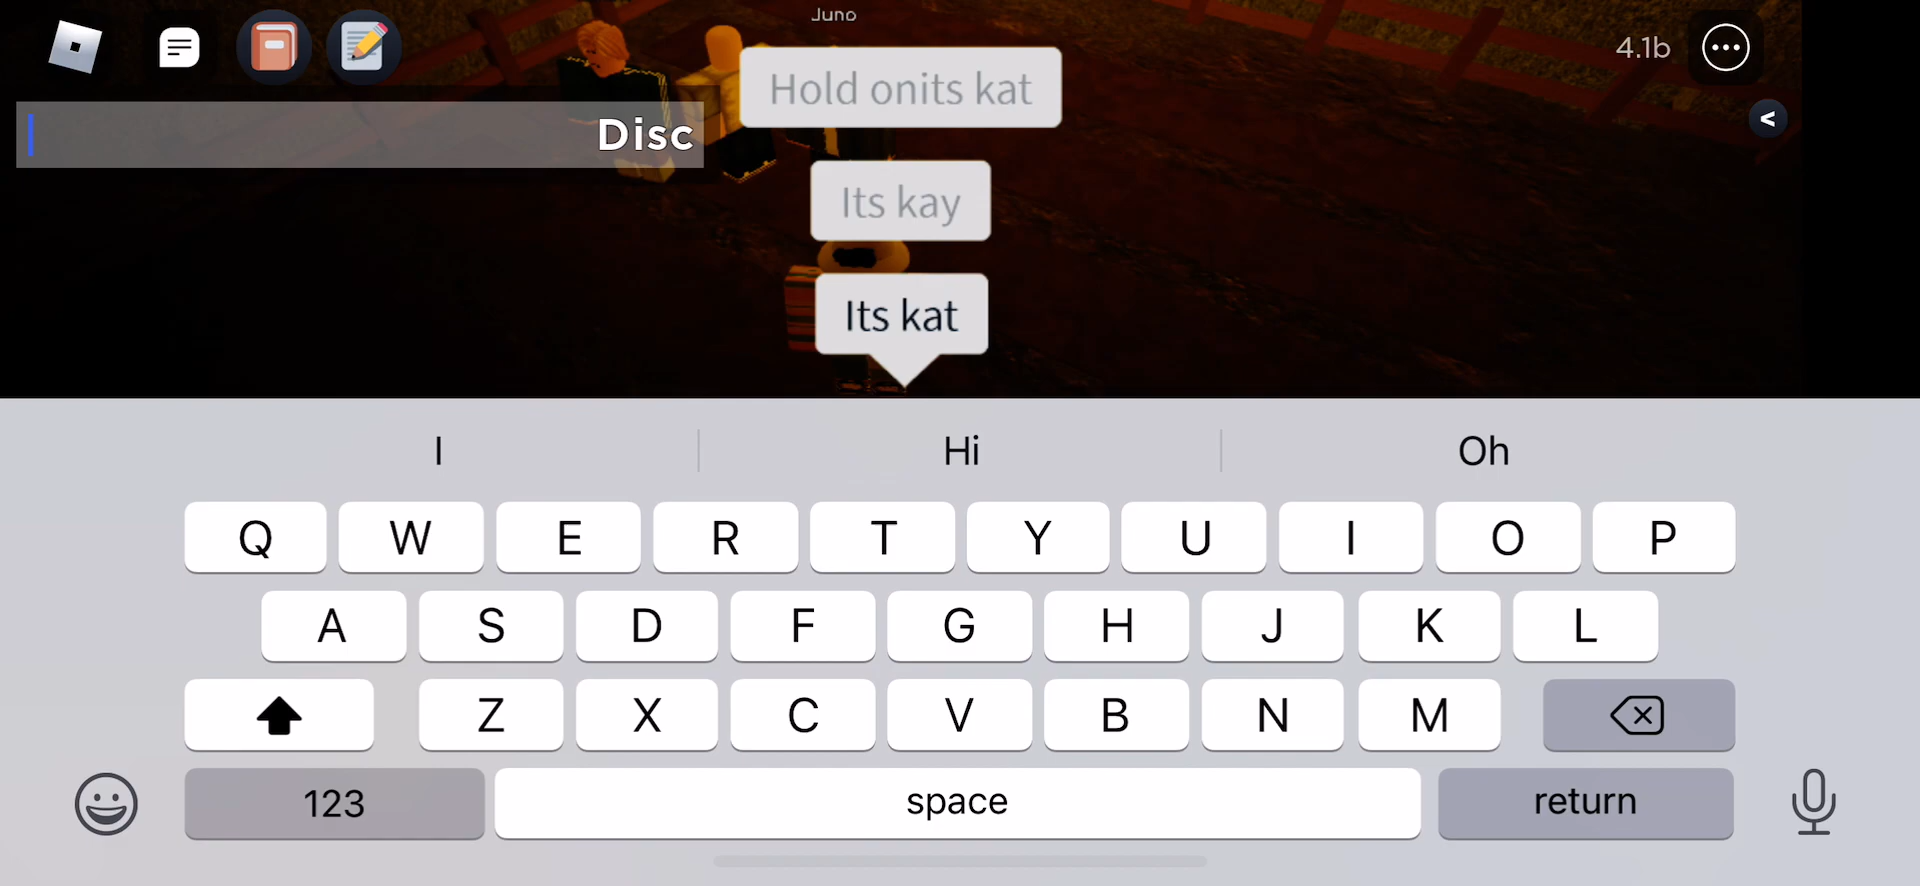 Juno
4.1b
Hold onits kat
<
Disc
Its kay
Its kat
I Hi Oh
Q W E R T Y U I O P
A S D F G H J K L
Z X C V B N M
123 space return